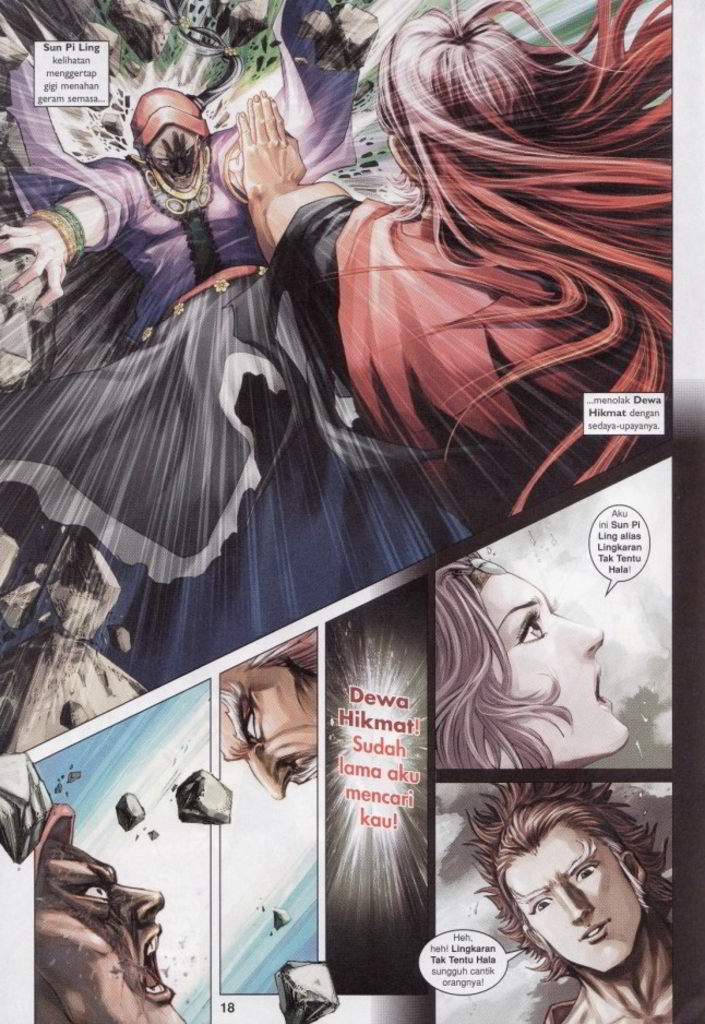 Sun Pi Ling
kelihatan
menggertap
gigi menahan
geram semasa...
...menolak Dewa
Hikmat dengan
sedaya-upayanya.
Aku
ini Sun Pi
Ling alias
Lingkaran
Tak Tentu
Hala!
Dewa
Hikmat!
Sudah
lama aku
mencari
kau!
Heh,
heh! Lingkaran
Tak Tentu Hala
sungguh cantik
orangnya!
18